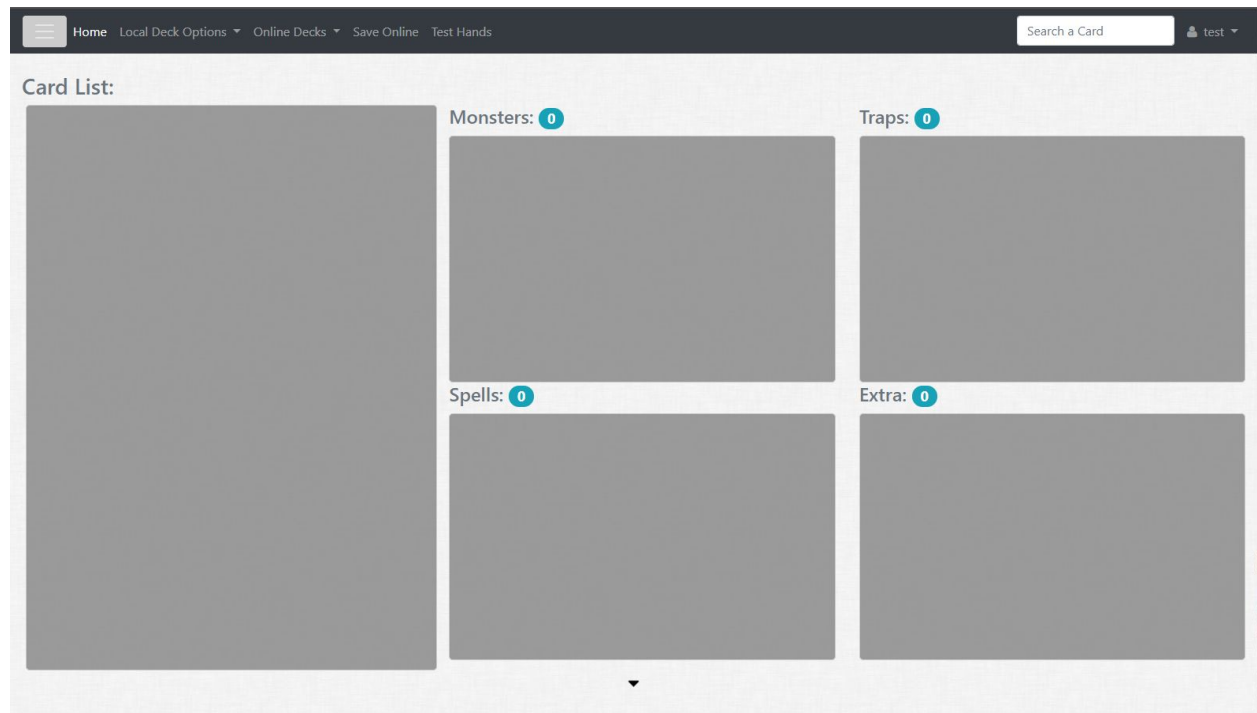 Home Local Deck Options Online Decks Save Online Test Hands Search a Card test
Card List:
Monsters: 0
Traps: 0
Spells: 0
Extra: 0